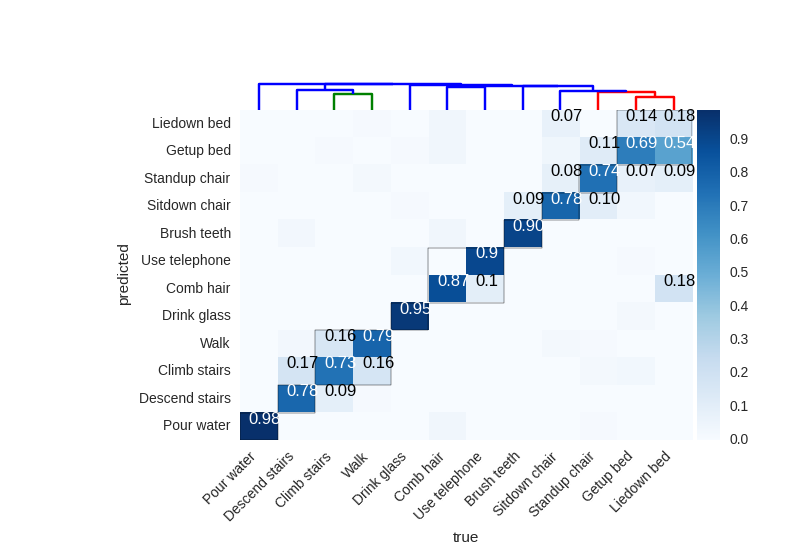 Liedown bed 0.07 0.14 0.18
Getup bed 0.11 0.69 0.54
Standup chair 0.08 0.74 0.07 0.09
Sitdown chair 0.09 0.78 0.10
Brush teeth 0.90
Use telephone 0.9
Comb hair 0.87 0.1 0.18
Drink glass 0.95
Walk 0.16 0.79
Climb stairs 0.17 0.73 0.16
Descend stairs 0.78 0.09
Pour water 0.98
predicted
0.9
0.8
0.7
0.6
0.5
0.4
0.3
0.2
0.1
0.0
Pour water
Descend stairs
Climb stairs
Walk
Drink glass
Comb hair
Use telephone
Brush teeth
Sitdown chair
Standup chair
Getup bed
Liedown bed
true